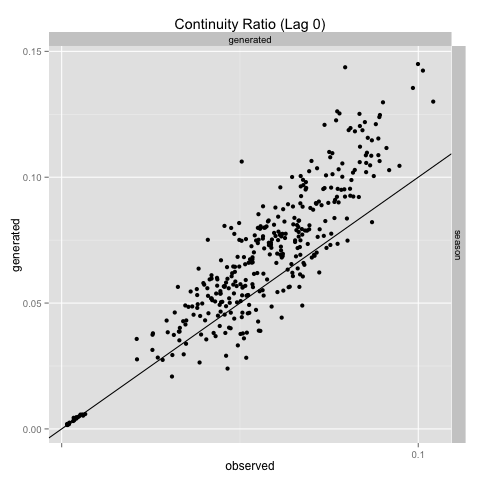 Continuity Ratio (Lag 0)
generated
0.15
0.10
0.05
0.00
generated
season
0.1
observed